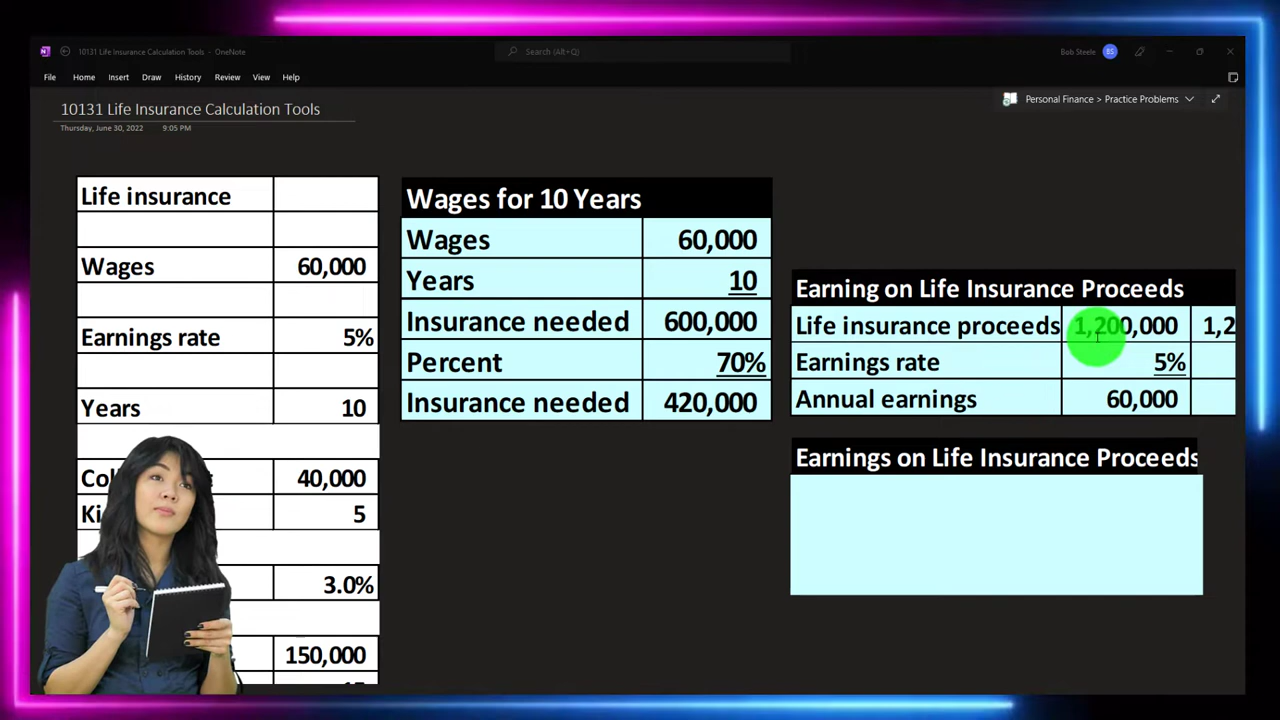 10131 Life Insurance Calculation Tools - OneNote
Search (Alt+Q)
Bob Steele
BS
File Home Insert Draw History Review View Help
10131 Life Insurance Calculation Tools
Personal Finance > Practice Problems
Thursday, June 30, 2022 9:05 PM
Life insurance
Wages 60,000
Earnings rate 5%
Years 10
40,000
5
3.0%
150,000
Wages for 10 Years
Wages 60,000
Years 10
Insurance needed 600,000
Percent 70%
Insurance needed 420,000
Earning on Life Insurance Proceeds
Life insurance proceeds 1,200,000 1,2
Earnings rate 5%
Annual earnings 60,000
Earnings on Life Insurance Proceeds